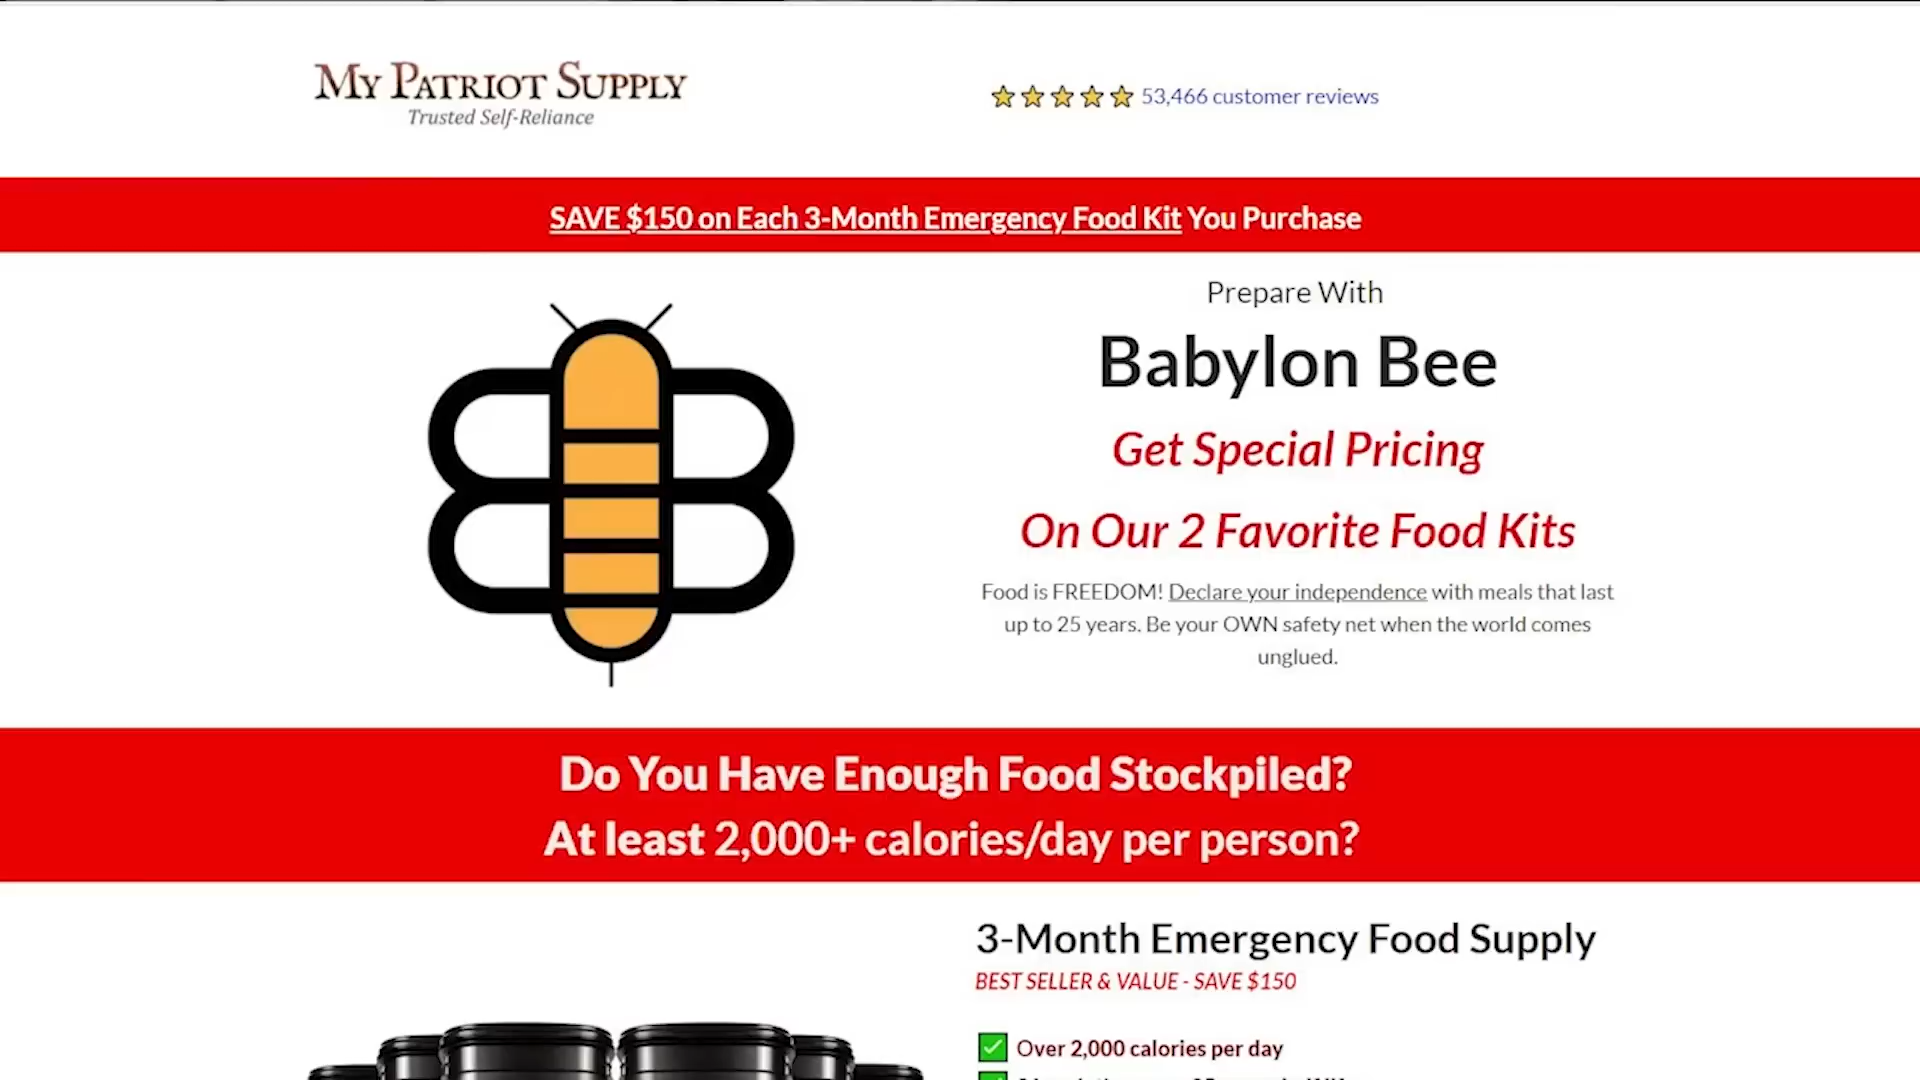 MY PATRIOT SUPPLY
Trusted Self-Reliance
53,466 customer reviews
SAVE $150 on Each 3-Month Emergency Food Kit You Purchase
Prepare With
Babylon Bee
Get Special Pricing
On Our 2 Favorite Food Kits
Food is FREEDOM! Declare your independence with meals that last
up to 25 years. Be your OWN safety net when the world comes
unglued.
Do You Have Enough Food Stockpiled?
At least 2,000+ calories/day per person?
3-Month Emergency Food Supply
BEST SELLER & VALUE - SAVE $150
Over 2,000 calories per day